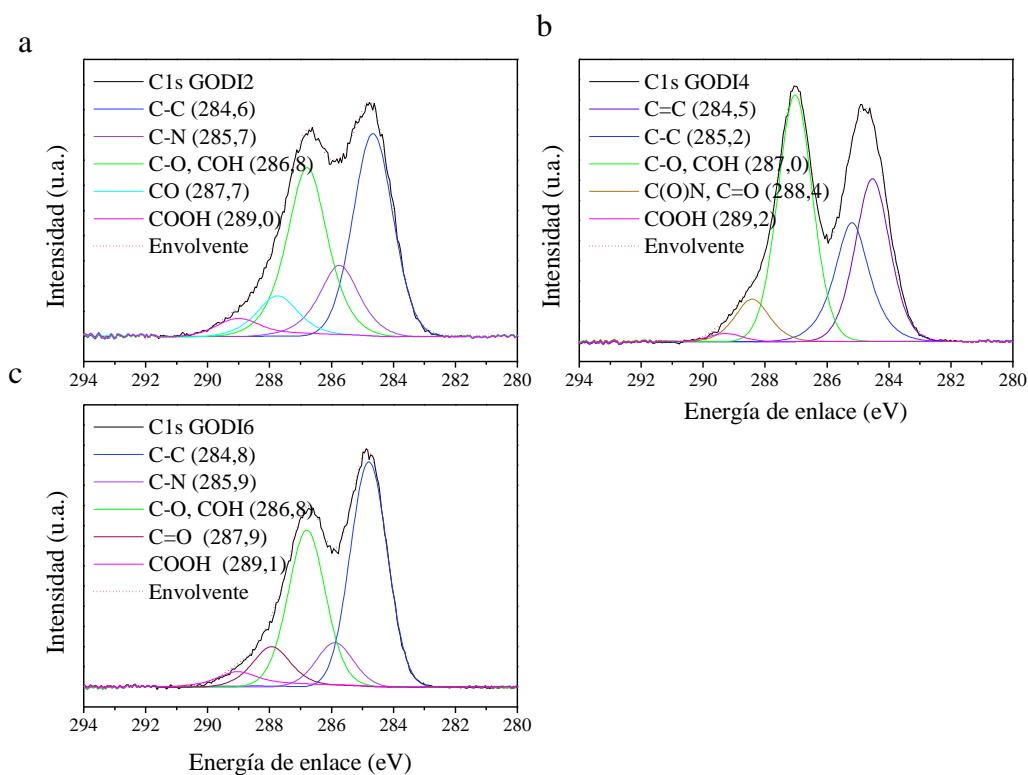 a
C1s GODI2
C-C (284,6)
C-N (285,7)
C-O, COH (286,8)
CO (287,7)
COOH (289,0)
Envolvente
Intensidad (u.a.)
294 292 290 288 286 284 282 280
b
C1s GODI4
C=C (284,5)
C-C (285,2)
C-O, COH (287,0)
C(O)N, C=O (288,4)
COOH (289,2)
Envolvente
Intensidad (u.a.)
294 291 288 285 282 280
Energía de enlace (eV)
c
C1s GODI6
C-C (284,8)
C-N (285,9)
C-O, COH (286,8)
C=O (287,9)
COOH (289,1)
Envolvente
Intensidad (u.a.)
294 292 290 288 286 284 282 280
Energía de enlace (eV)